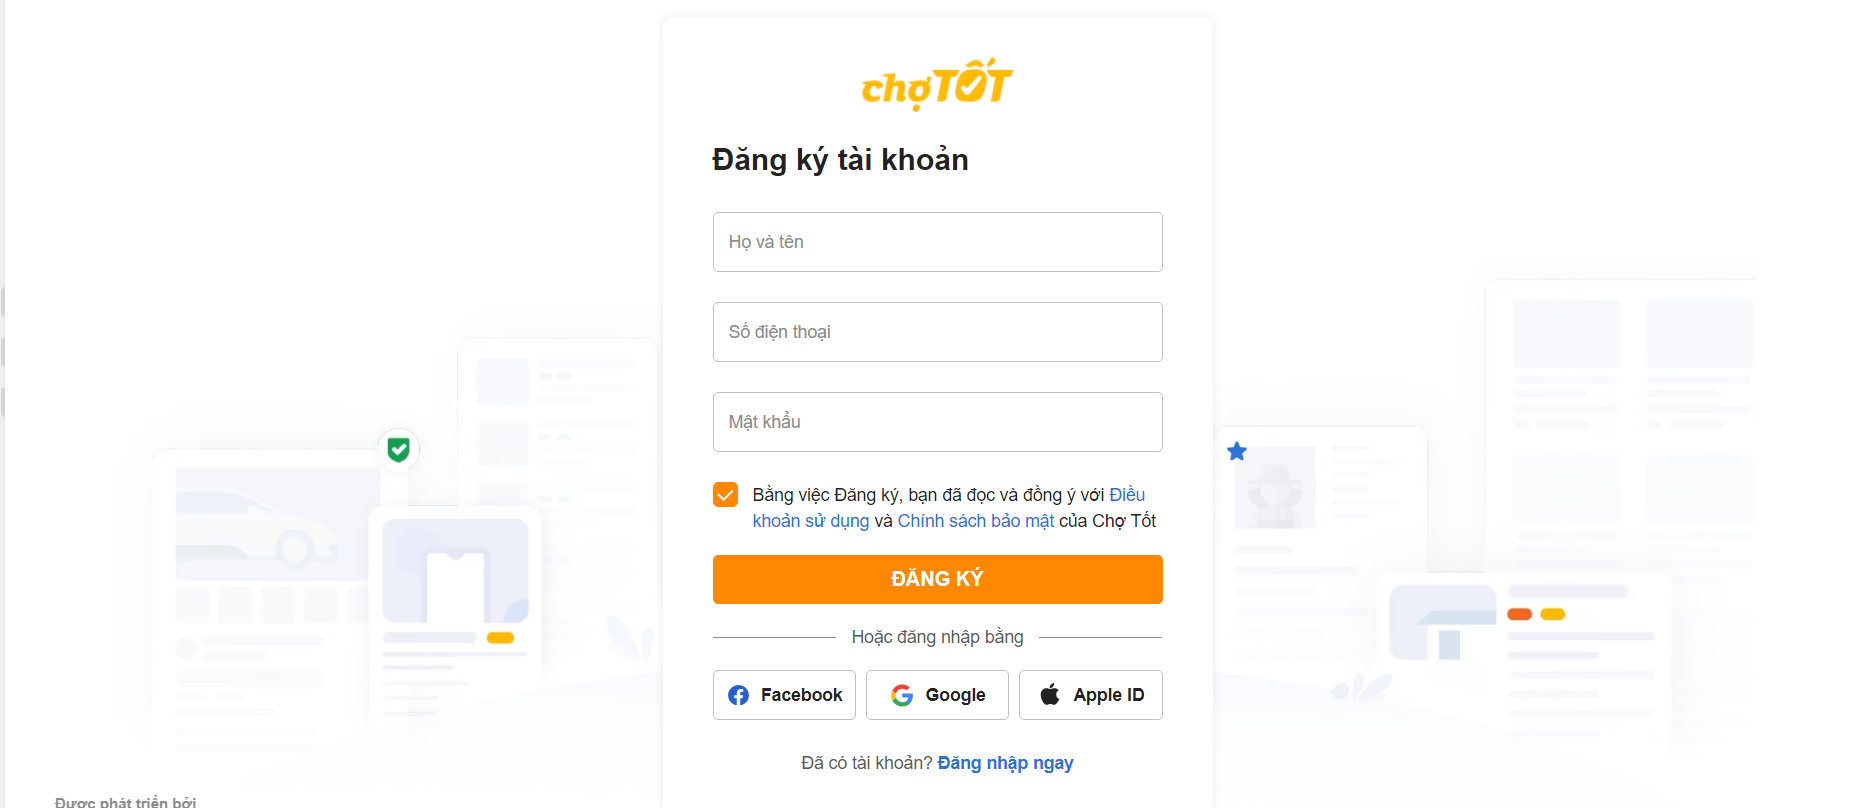 chợTỐT
Đăng ký tài khoản
Họ và tên
Số điện thoại
Mật khẩu
Bằng việc Đăng ký, bạn đã đọc và đồng ý với Điều
khoản sử dụng và Chính sách bảo mật của Chợ Tốt
ĐĂNG KÝ
Hoặc đăng nhập bằng
Facebook
Google
Apple ID
Đã có tài khoản? Đăng nhập ngay
Được phát triển bởi